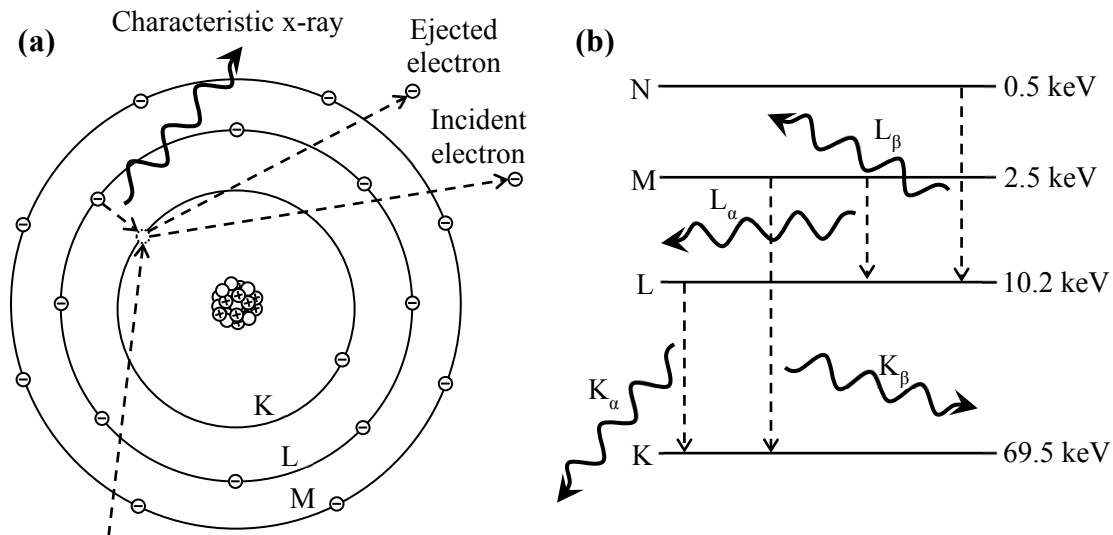 (a)
Characteristic x-ray
Ejected
electron
Incident
electron
K
L
M
(b)
N
0.5 keV
Lβ
M
2.5 keV
Lα
L
10.2 keV
Kα
Kβ
K
69.5 keV